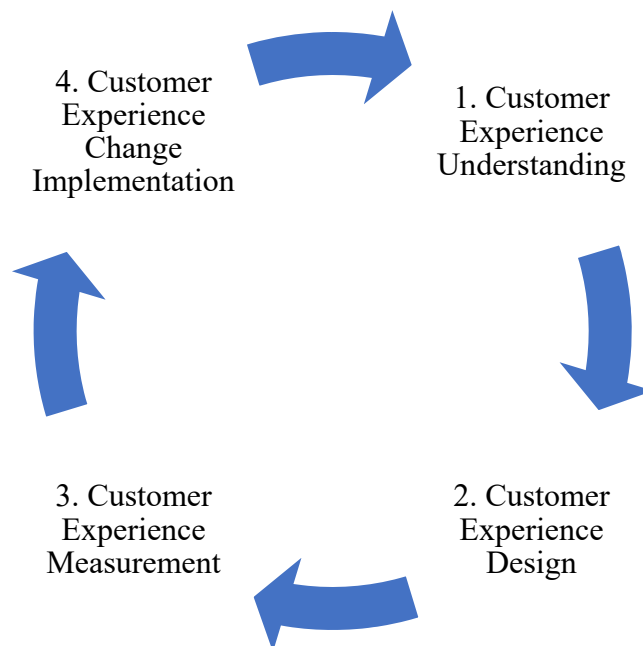 4. Customer
Experience
Change
Implementation
1. Customer
Experience
Understanding
3. Customer
Experience
Measurement
2. Customer
Experience
Design